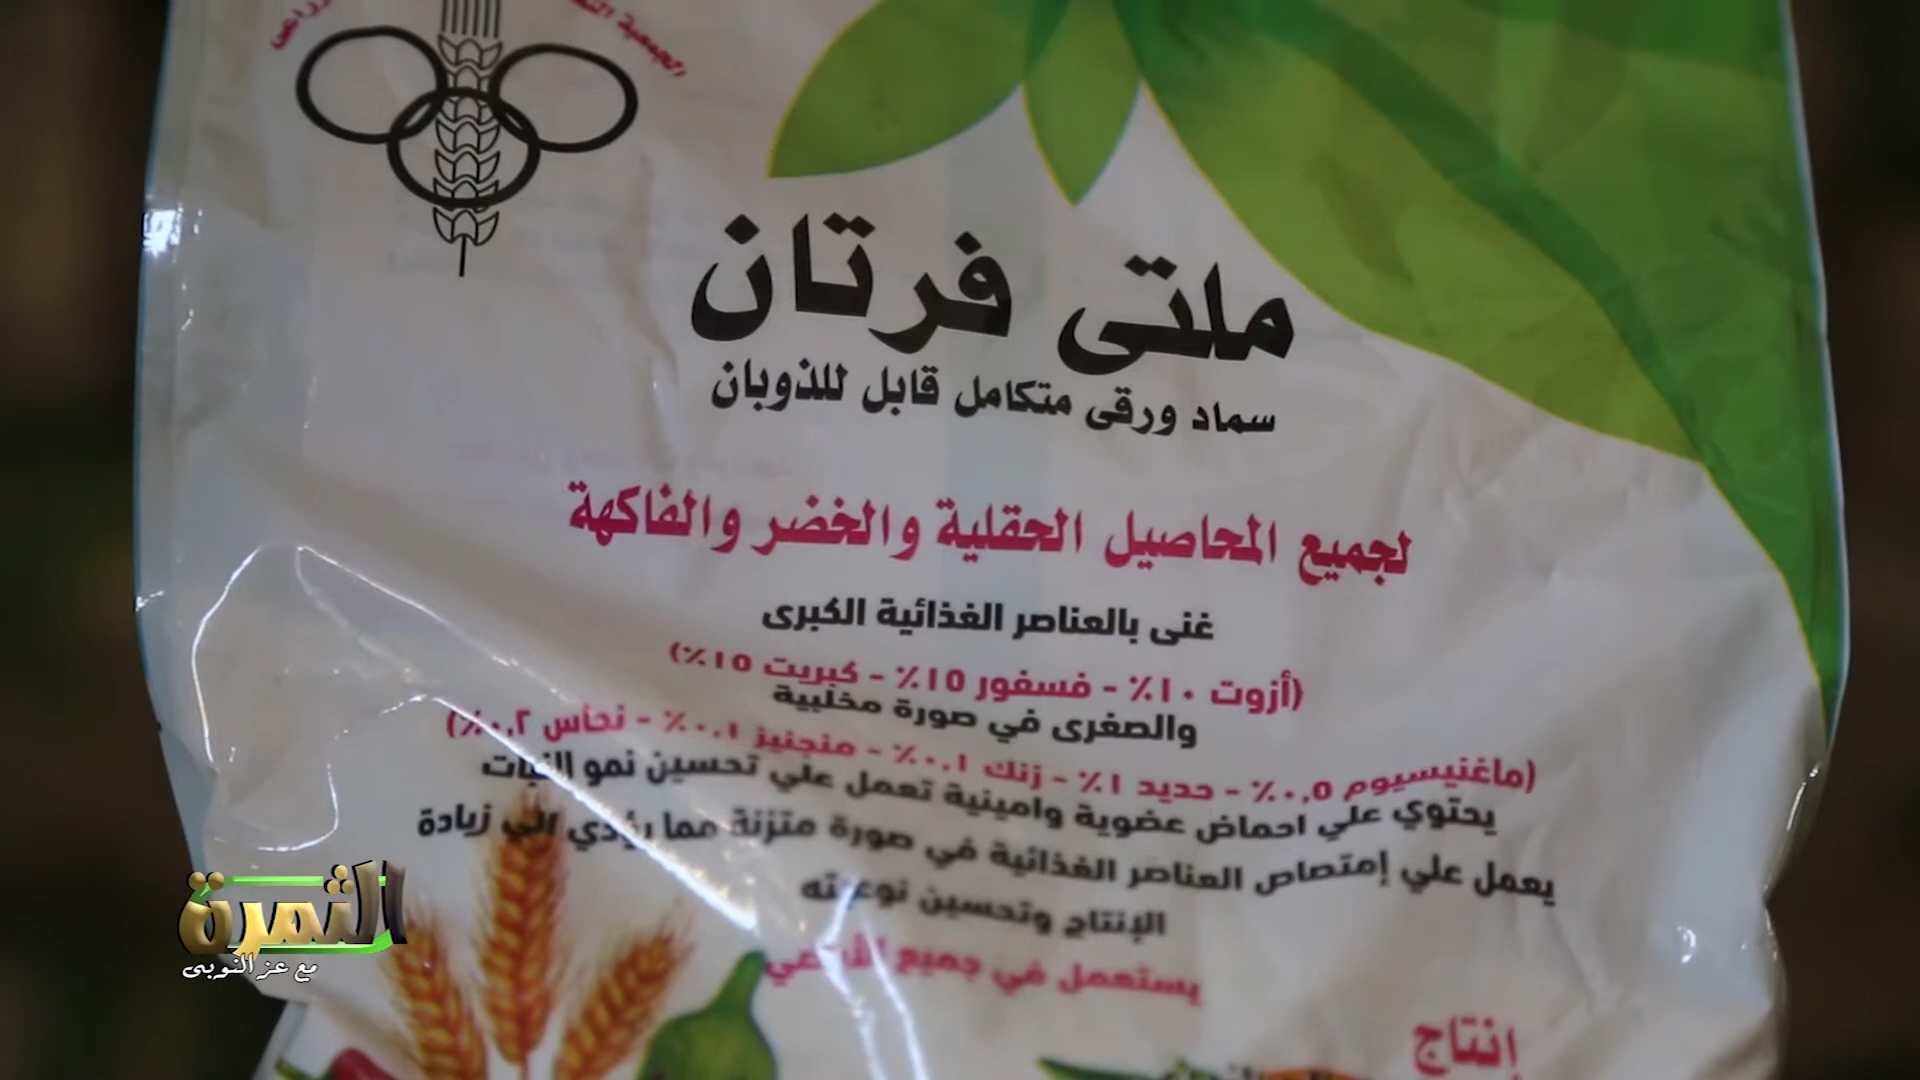 الجمعية
ملتى فرتان
سماد ورقى متكامل قابل للذوبان
لجميع المحاصيل الحقلية والخضر والفاكهة
غنى بالعناصر الغذائية الكبرى
(أزوت ١٠٪ - فسفور ١٥٪ - كبريت ١٥٪)
والصغرى في صورة مخلبية
(ماغنيسيوم ٠,٥٪ - حديد ١٪ - زنك ٠,١٪ - منجنيز ٠,١٪ - نحاس ٠,٢٪)
يحتوي علي احماض عضوية وامينية تعمل علي تحسين نمو النبات
يعمل علي إمتصاص العناصر الغذائية في صورة متزنة مما يؤدي الي زيادة
الإنتاج وتحسين نوعيته
يستعمل في جميع الأراضي
إنتاج
الثمرة
مع عز النوبى